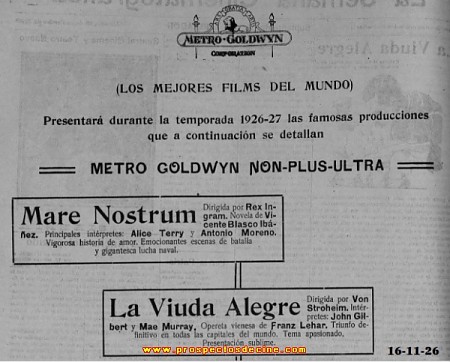 METRO-GOLDWYN
CORPORATION
(LOS MEJORES FILMS DEL MUNDO)
Presentará durante la temporada 1926-27 las famosas producciones
que a continuación se detallan
METRO GOLDWYN NON-PLUS-ULTRA
Mare Nostrum Dirigida por Rex In-
gram. Novela de Vi-
cente Blasco Ibá-
ñez. Principales intérpretes: Alice Terry y Antonio Moreno.
Vigorosa historia de amor. Emocionantes escenas de batalla
y gigantesca lucha naval.
La Viuda Alegre Dirigida por Von
Stroheim. Intér-
pretes: John Gil-
bert y Mae Murray, Opereta vienesa de Franz Lehar. Triunfo de-
finitivo en todas las capitales del mundo. Tema apasionado,
Presentación sublime.
www.prospectosdecine.com
16-11-26